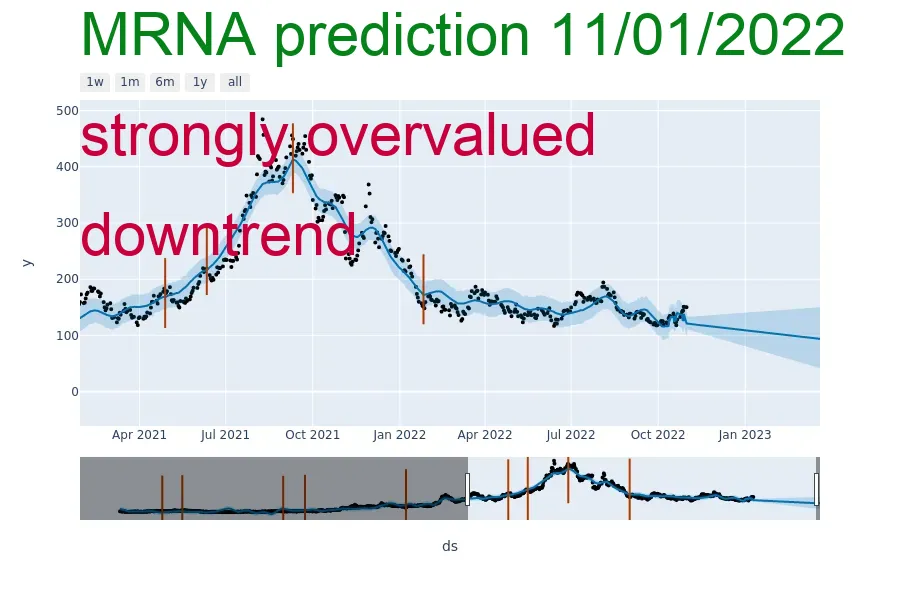 MRNA prediction 11/01/2022
1w 1m 6m 1y all
500
strongly overvalued
400
300
downtrend
y
200
100
0
Apr 2021 Jul 2021 Oct 2021 Jan 2022 Apr 2022 Jul 2022 Oct 2022 Jan 2023
ds